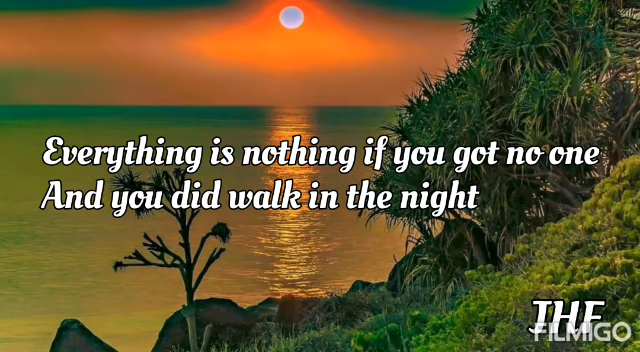 Everything is nothing if you got no one
And you did walk in the night
THE
FILMIGO